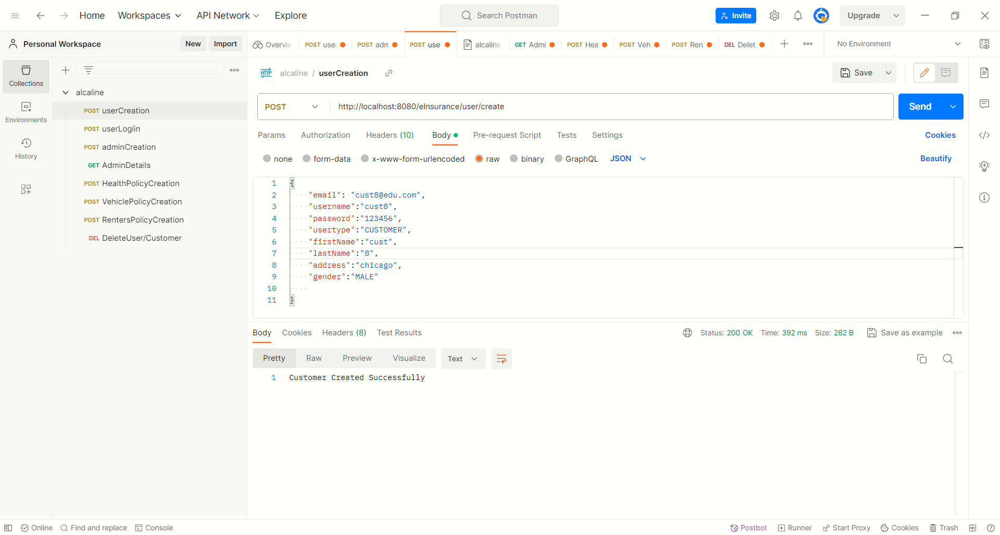 Home Workspaces API Network Explore Search Postman Invite Upgrade
Personal Workspace New Import
Overvie POST use POST adm POST use alcaline GET Admi POST Hea POST Veh POST Ren DEL Delet No Environment
Collections
Environments
History
alcaline
POST userCreation
POST userLogiin
POST adminCreation
GET AdminDetails
POST HealthPolicyCreation
POST VehiclePolicyCreation
POST RentersPolicyCreation
DEL DeleteUser/Customer
HTTP alcaline / userCreation Save
POST http://localhost:8080/eInsurance/user/create Send
Params Authorization Headers (10) Body Pre-request Script Tests Settings Cookies
none form-data x-www-form-urlencoded raw binary GraphQL JSON Beautify
1 {
2 "email": "cust8@edu.com",
3 "username":"cust8",
4 "password":"123456",
5 "usertype":"CUSTOMER",
6 "firstName":"cust",
7 "lastName":"8",
8 "address":"chicago",
9 "gender":"MALE"
10
11 }
Body Cookies Headers (8) Test Results Status: 200 OK Time: 392 ms Size: 282 B Save as example
Pretty Raw Preview Visualize Text
1 Customer Created Successfully
Online Find and replace Console Postbot Runner Start Proxy Cookies Trash